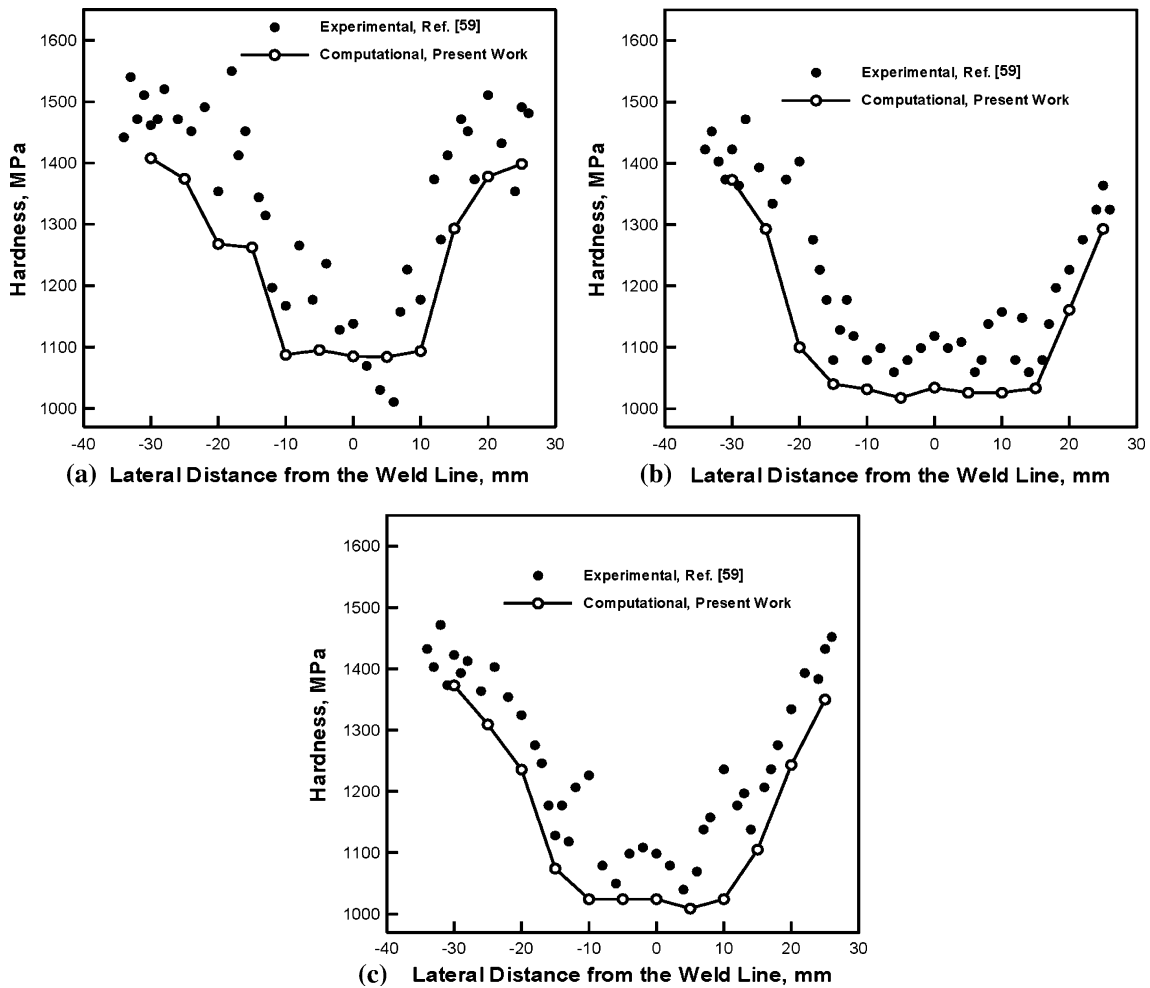 1600
1500
1400
1300
1200
1100
1000
Hardness, MPa
Experimental, Ref. [59]
Computational, Present Work
-40 -30 -20 -10 0 10 20 30
(a) Lateral Distance from the Weld Line, mm
1600
1500
1400
1300
1200
1100
1000
Hardness, MPa
Experimental, Ref. [59]
Computational, Present Work
-40 -30 -20 -10 0 10 20 30
(b) Lateral Distance from the Weld Line, mm
1600
1500
1400
1300
1200
1100
1000
Hardness, MPa
Experimental, Ref. [59]
Computational, Present Work
-40 -30 -20 -10 0 10 20 30
(c) Lateral Distance from the Weld Line, mm